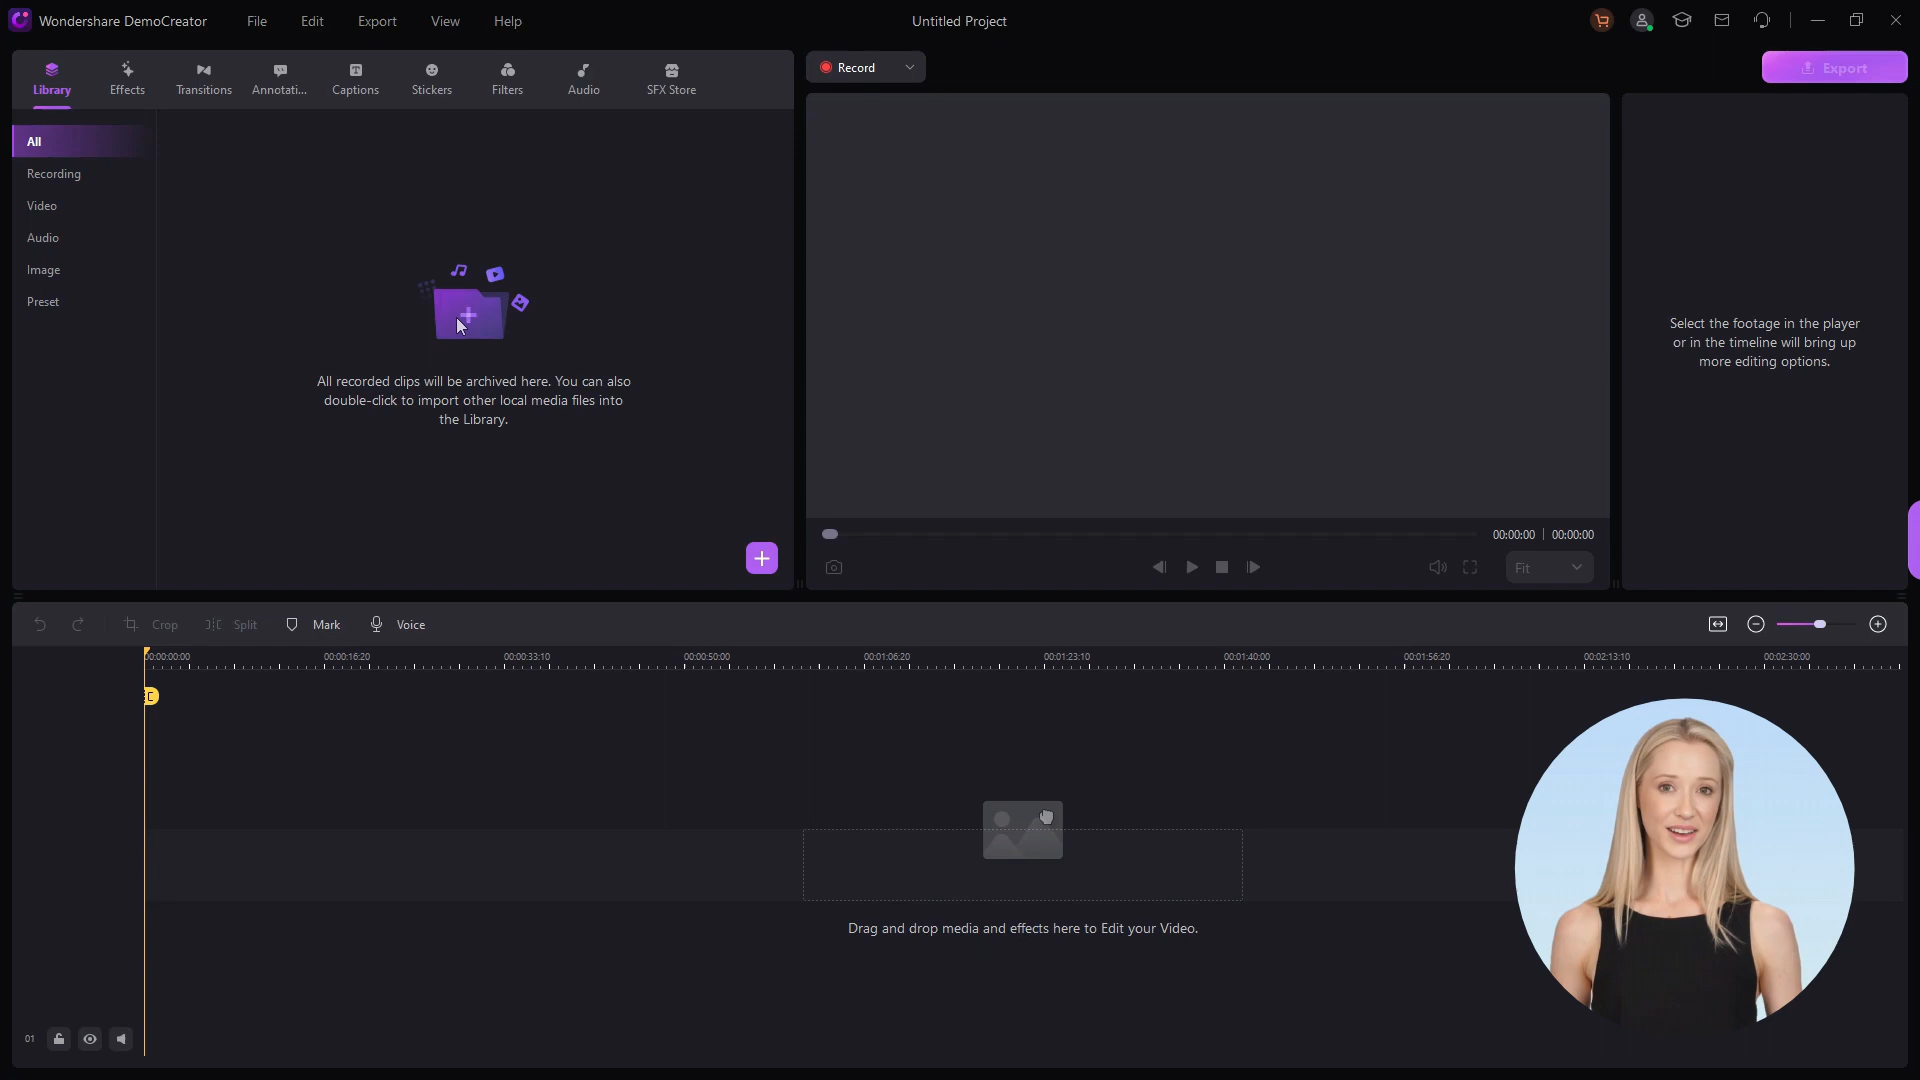 Wondershare DemoCreator File Edit Export View Help Untitled Project
Library Effects Transitions Annotati... Captions Stickers Filters Audio SFX Store
Record
Export
All
Recording
Video
Audio
Image
Preset
All recorded clips will be archived here. You can also
double-click to import other local media files into
the Library.
Select the footage in the player
or in the timeline will bring up
more editing options.
00:00:00 | 00:00:00
Fit
Crop Split Mark Voice
00:00:00:00 00:00:16:20 00:00:33:10 00:00:50:00 00:01:06:20 00:01:23:10 00:01:40:00 00:01:56:20 00:02:13:10 00:02:30:00
Drag and drop media and effects here to Edit your Video.
01